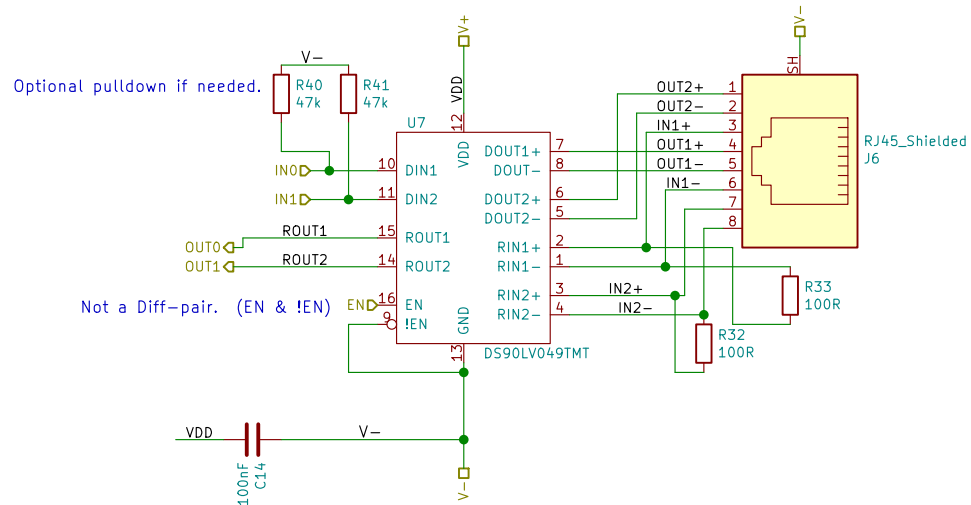 V+
V-
V-
Optional pulldown if needed.
R40
47k
R41
47k
VDD
SH
U7
12
VDD
OUT2+ 1
OUT2- 2
IN1+ 3
OUT1+ 4
OUT1- 5
IN1- 6
7
8
RJ45_Shielded
J6
IN0 10 DIN1
IN1 11 DIN2
DOUT1+ 7
DOUT- 8
DOUT2+ 6
DOUT2- 5
OUT0 ROUT1 15 ROUT1
OUT1 ROUT2 14 ROUT2
RIN1+ 2
RIN1- 1
RIN2+ 3 IN2+
RIN2- 4 IN2-
Not a Diff-pair. (EN & !EN)
EN 16 EN
9 !EN
GND
13
DS90LV049TMT
R33
100R
R32
100R
VDD
V-
100nF
C14
V-